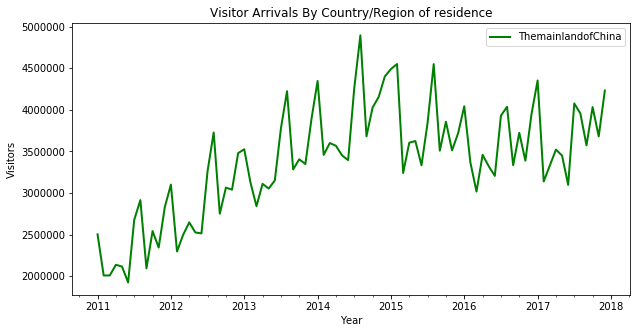 Visitor Arrivals By Country/Region of residence
ThemainlandofChina
5000000
4500000
4000000
3500000
3000000
2500000
2000000
Visitors
2011 2012 2013 2014 2015 2016 2017 2018
Year